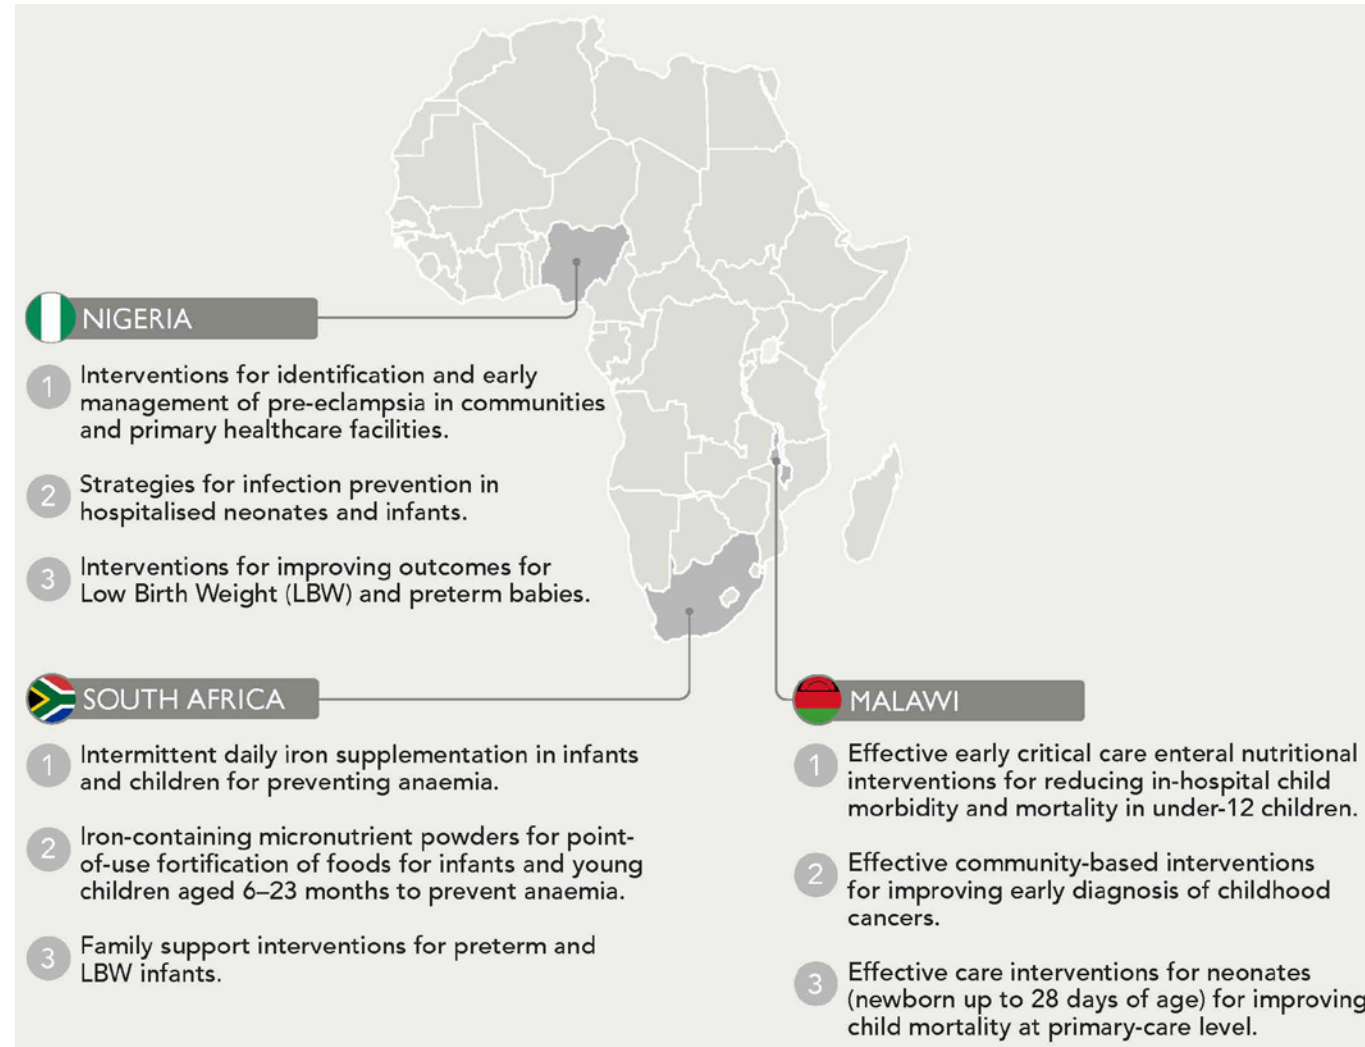 NIGERIA
1
Interventions for identification and early
management of pre-eclampsia in communities
and primary healthcare facilities.
2
Strategies for infection prevention in
hospitalised neonates and infants.
3
Interventions for improving outcomes for
Low Birth Weight (LBW) and preterm babies.
SOUTH AFRICA
1
Intermittent daily iron supplementation in infants
and children for preventing anaemia.
2
Iron-containing micronutrient powders for point-
of-use fortification of foods for infants and young
children aged 6–23 months to prevent anaemia.
3
Family support interventions for preterm and
LBW infants.
MALAWI
1
Effective early critical care enteral nutritional
interventions for reducing in-hospital child
morbidity and mortality in under-12 children.
2
Effective community-based interventions
for improving early diagnosis of childhood
cancers.
3
Effective care interventions for neonates
(newborn up to 28 days of age) for improving
child mortality at primary-care level.